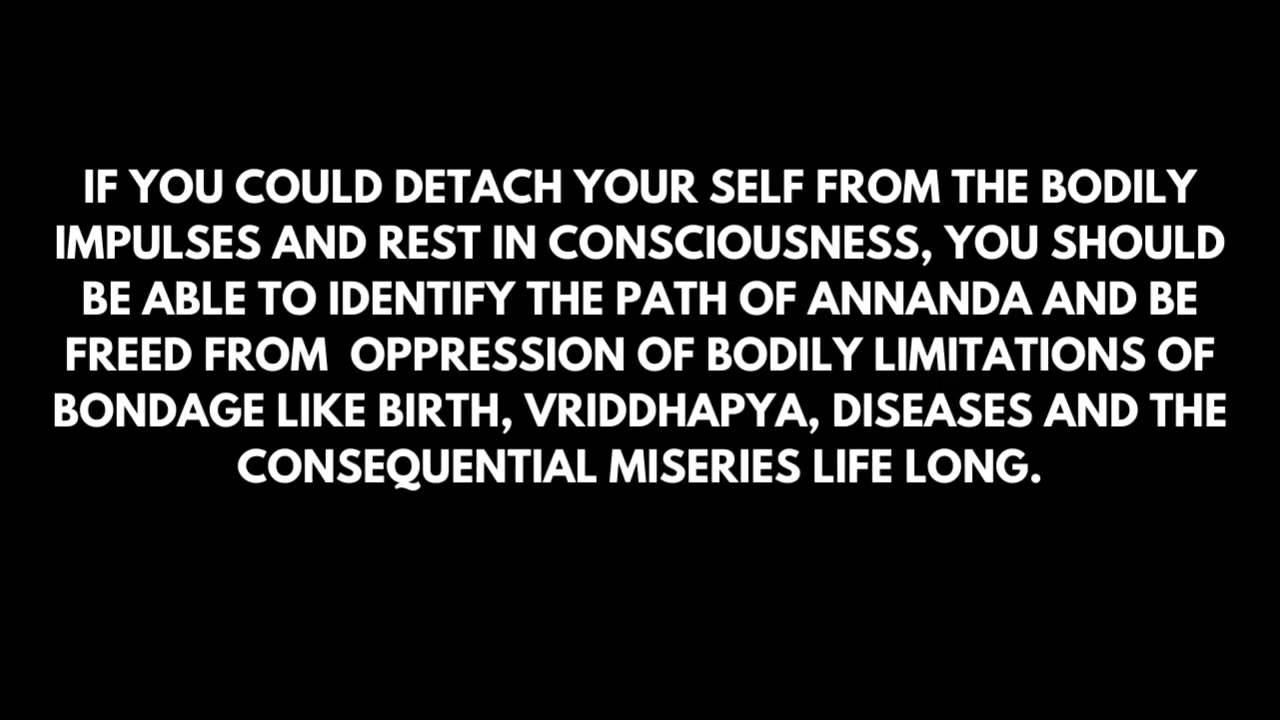 IF YOU COULD DETACH YOUR SELF FROM THE BODILY
IMPULSES AND REST IN CONSCIOUSNESS, YOU SHOULD
BE ABLE TO IDENTIFY THE PATH OF ANNANDA AND BE
FREED FROM  OPPRESSION OF BODILY LIMITATIONS OF
BONDAGE LIKE BIRTH, VRIDDHAPYA, DISEASES AND THE
CONSEQUENTIAL MISERIES LIFE LONG.